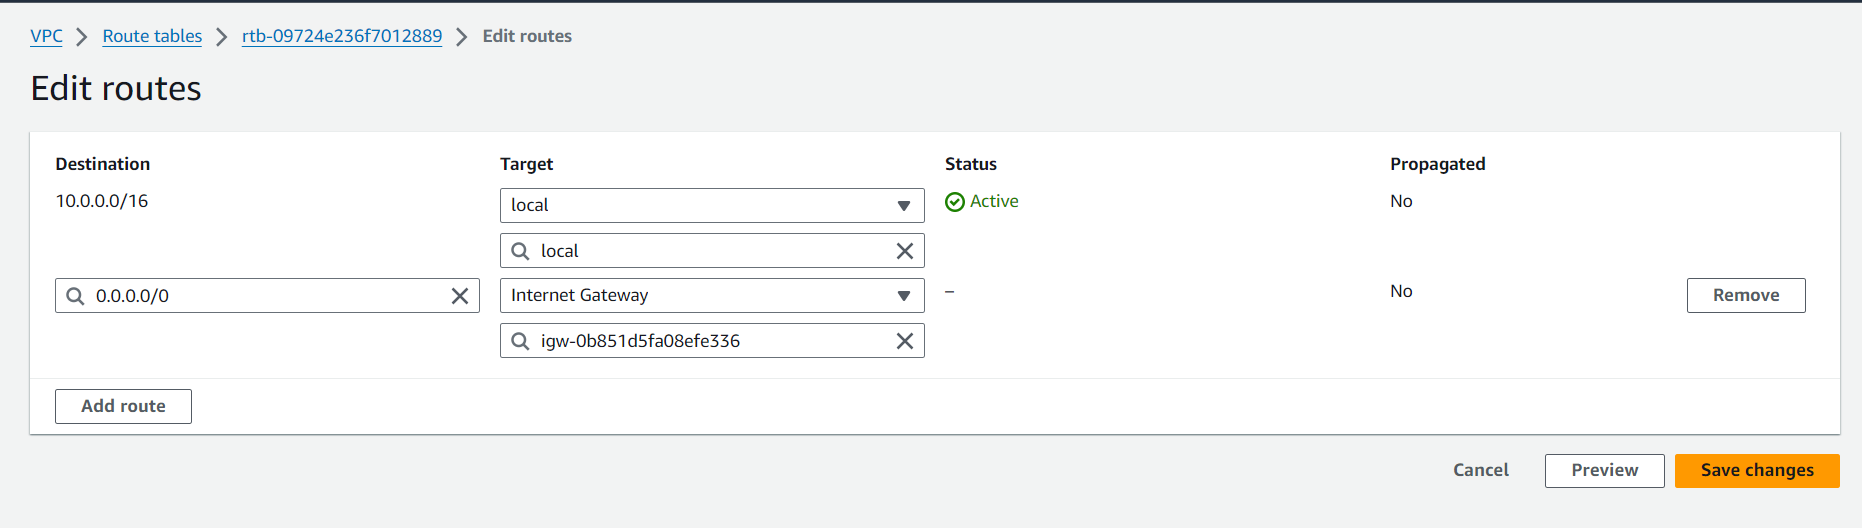 VPC > Route tables > rtb-09724e236f7012889 > Edit routes
Edit routes
Destination Target Status Propagated
10.0.0.0/16 local Active No
local
0.0.0.0/0 Internet Gateway – No Remove
igw-0b851d5fa08efe336
Add route
Cancel Preview Save changes